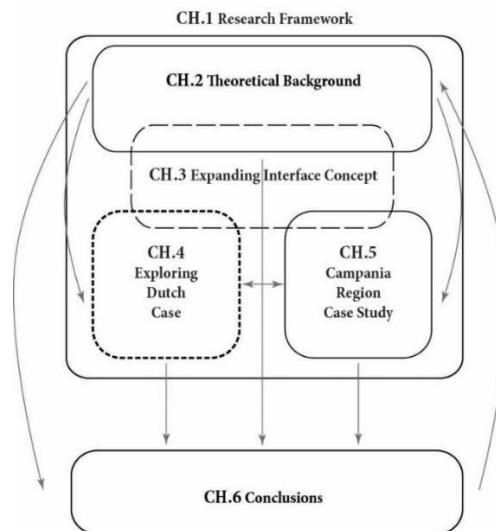 CH.1 Research Framework
CH.2 Theoretical Background
CH.3 Expanding Interface Concept
CH.4
Exploring
Dutch
Case
CH.5
Campania
Region
Case Study
CH.6 Conclusions